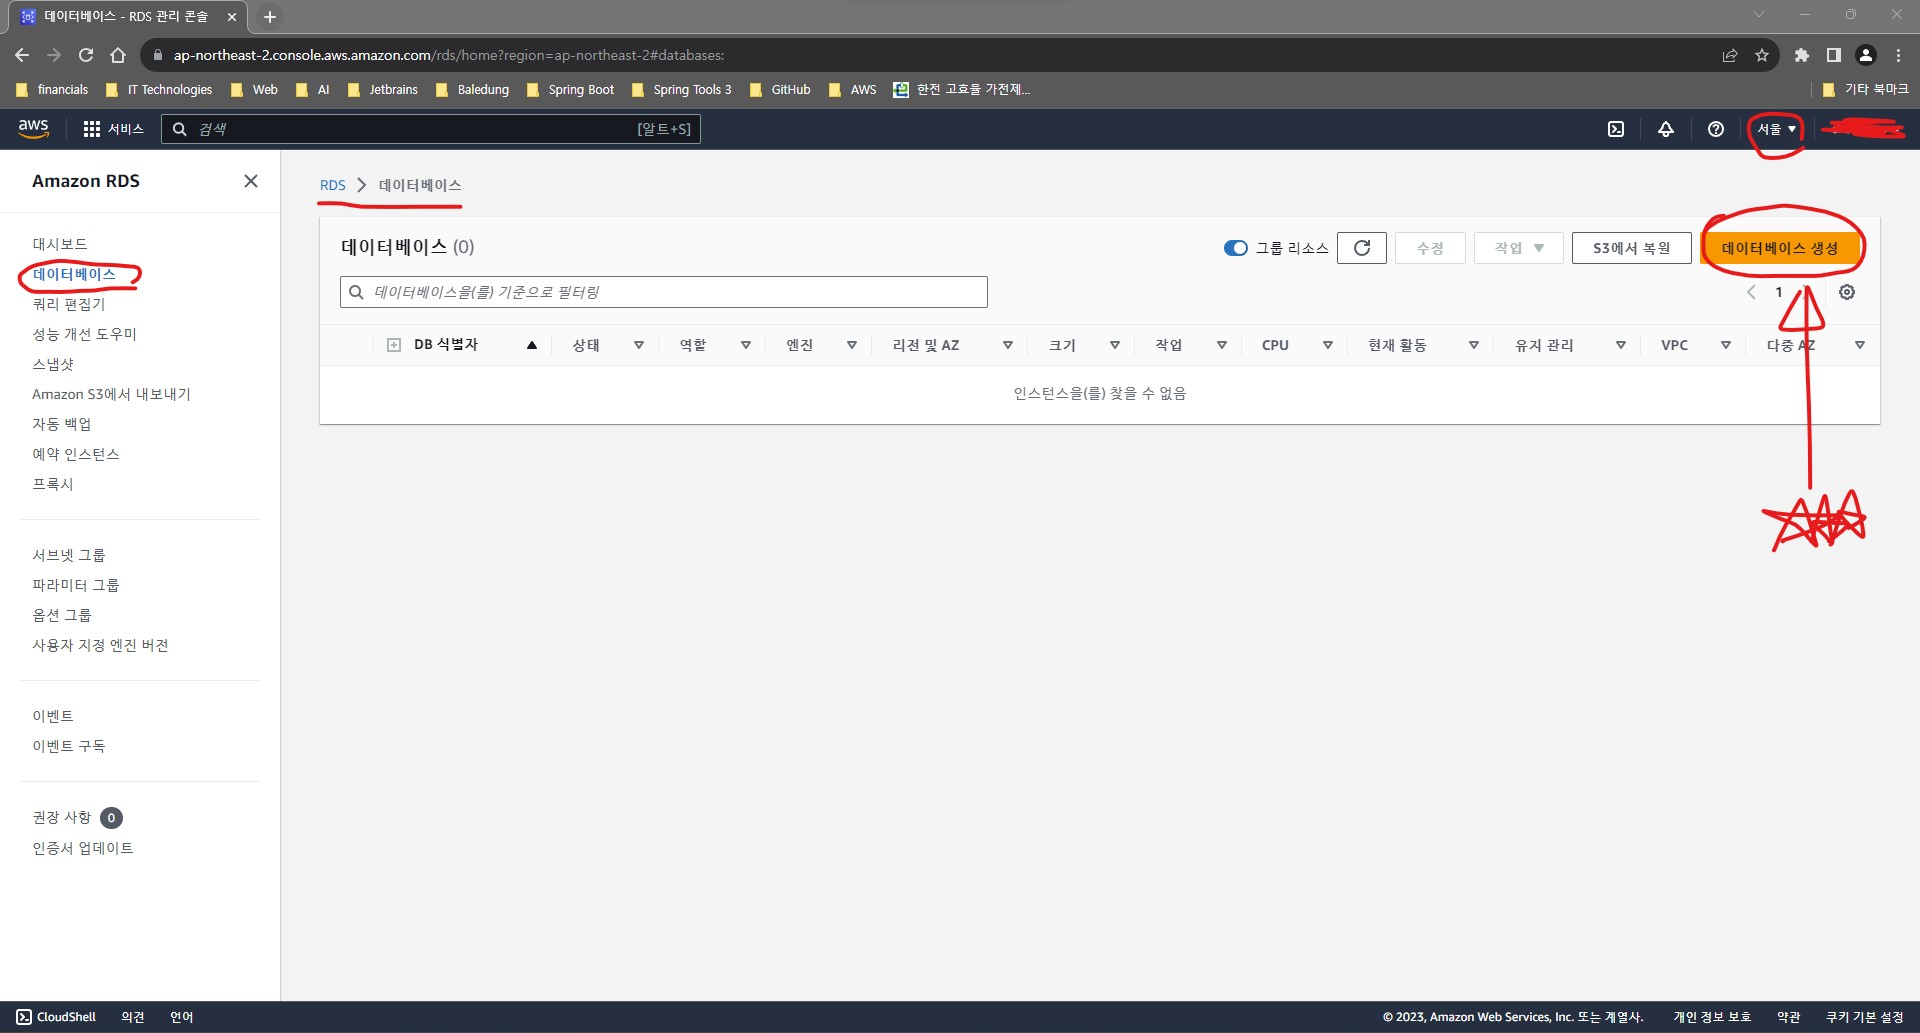 데이터베이스 - RDS 관리 콘솔
ap-northeast-2.console.aws.amazon.com/rds/home?region=ap-northeast-2#databases:
financials IT Technologies Web AI Jetbrains Baledung Spring Boot Spring Tools 3 GitHub AWS 한전 고효율 가전제... 기타 북마크
aws 서비스 검색 [알트+S] 서울
Amazon RDS
대시보드
데이터베이스
쿼리 편집기
성능 개선 도우미
스냅샷
Amazon S3에서 내보내기
자동 백업
예약 인스턴스
프록시
서브넷 그룹
파라미터 그룹
옵션 그룹
사용자 지정 엔진 버전
이벤트
이벤트 구독
권장 사항 0
인증서 업데이트
RDS 데이터베이스
데이터베이스 (0) 그룹 리소스 수정 작업 S3에서 복원 데이터베이스 생성
데이터베이스을(를) 기준으로 필터링 1
DB 식별자 상태 역할 엔진 리전 및 AZ 크기 작업 CPU 현재 활동 유지 관리 VPC 다중 AZ
인스턴스을(를) 찾을 수 없음
CloudShell 의견 언어 © 2023, Amazon Web Services, Inc. 또는 계열사. 개인 정보 보호 약관 쿠키 기본 설정